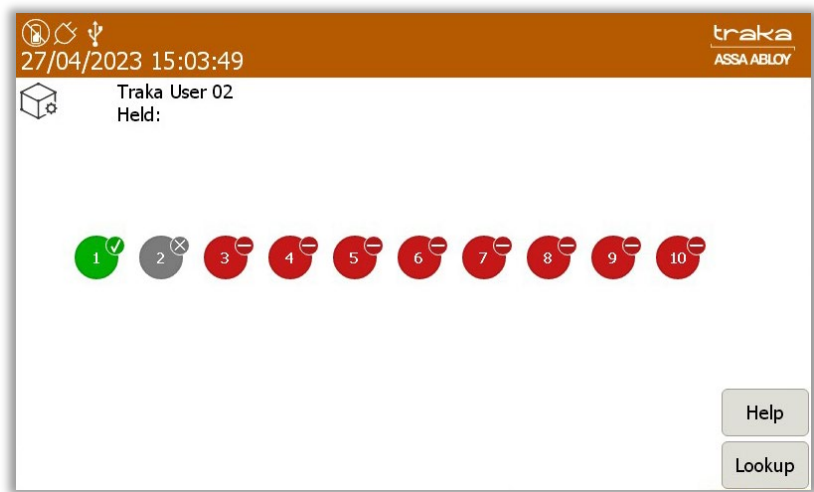 traka
27/04/2023 15:03:49
ASSA ABLOY
Traka User 02
Held:
1 2 3 4 5 6 7 8 9 10
Help
Lookup